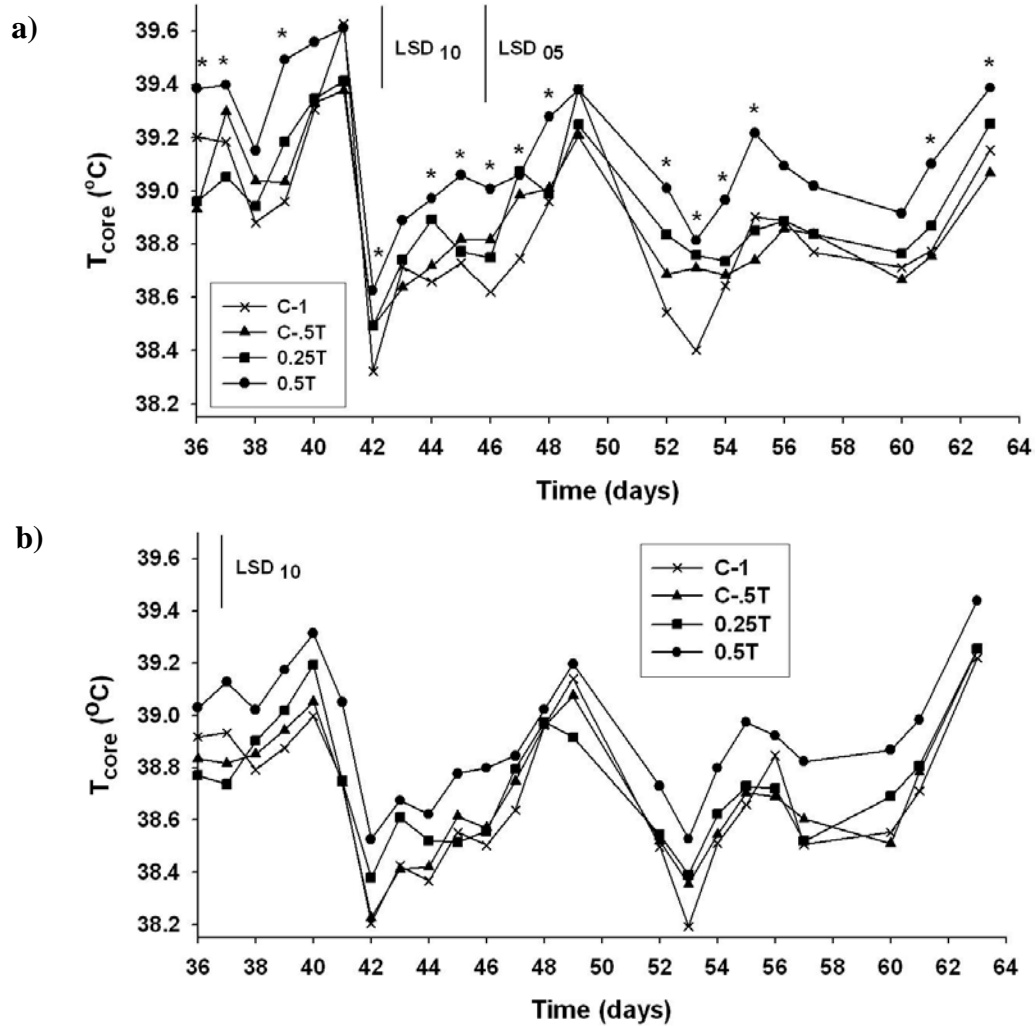 a)
39.6
39.4
39.2
39.0
38.8
38.6
38.4
38.2
T core (oC)
LSD 10
LSD 05
* * * * * * * * * * * * * * * *
C-1
C-.5T
0.25T
0.5T
36 38 40 42 44 46 48 50 52 54 56 58 60 62 64
Time (days)
b)
39.6
39.4
39.2
39.0
38.8
38.6
38.4
38.2
T core (OC)
LSD 10
C-1
C-.5T
0.25T
0.5T
36 38 40 42 44 46 48 50 52 54 56 58 60 62 64
Time (days)